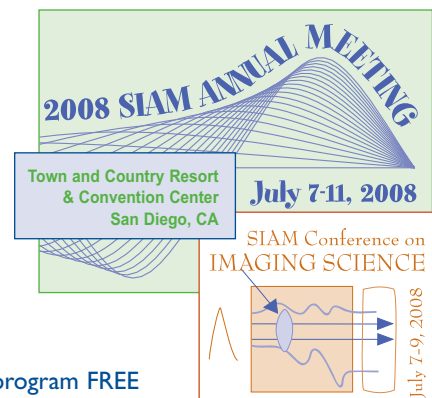 2008 SIAM ANNUAL MEETING
Town and Country Resort
& Convention Center
San Diego, CA
July 7-11, 2008
SIAM Conference on
IMAGING SCIENCE
July 7-9, 2008
program FREE